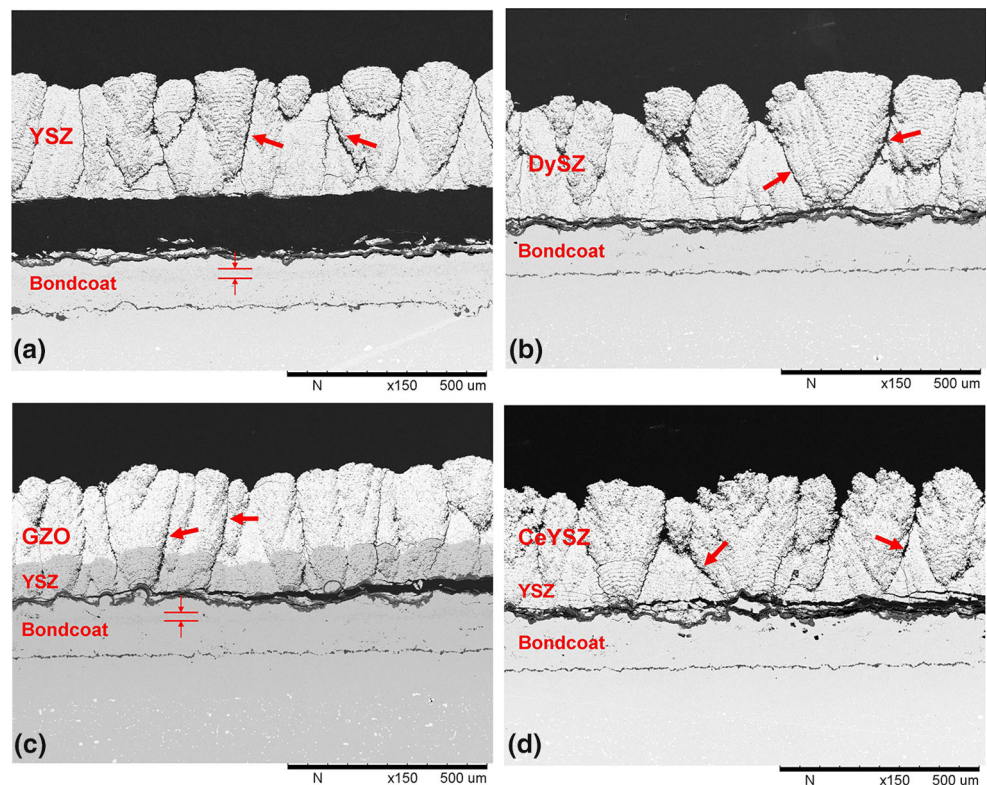 YSZ
Bondcoat
(a)
N x150 500 um
DySZ
Bondcoat
(b)
N x150 500 um
GZO
YSZ
Bondcoat
(c)
N x150 500 um
CeYSZ
YSZ
Bondcoat
(d)
N x150 500 um